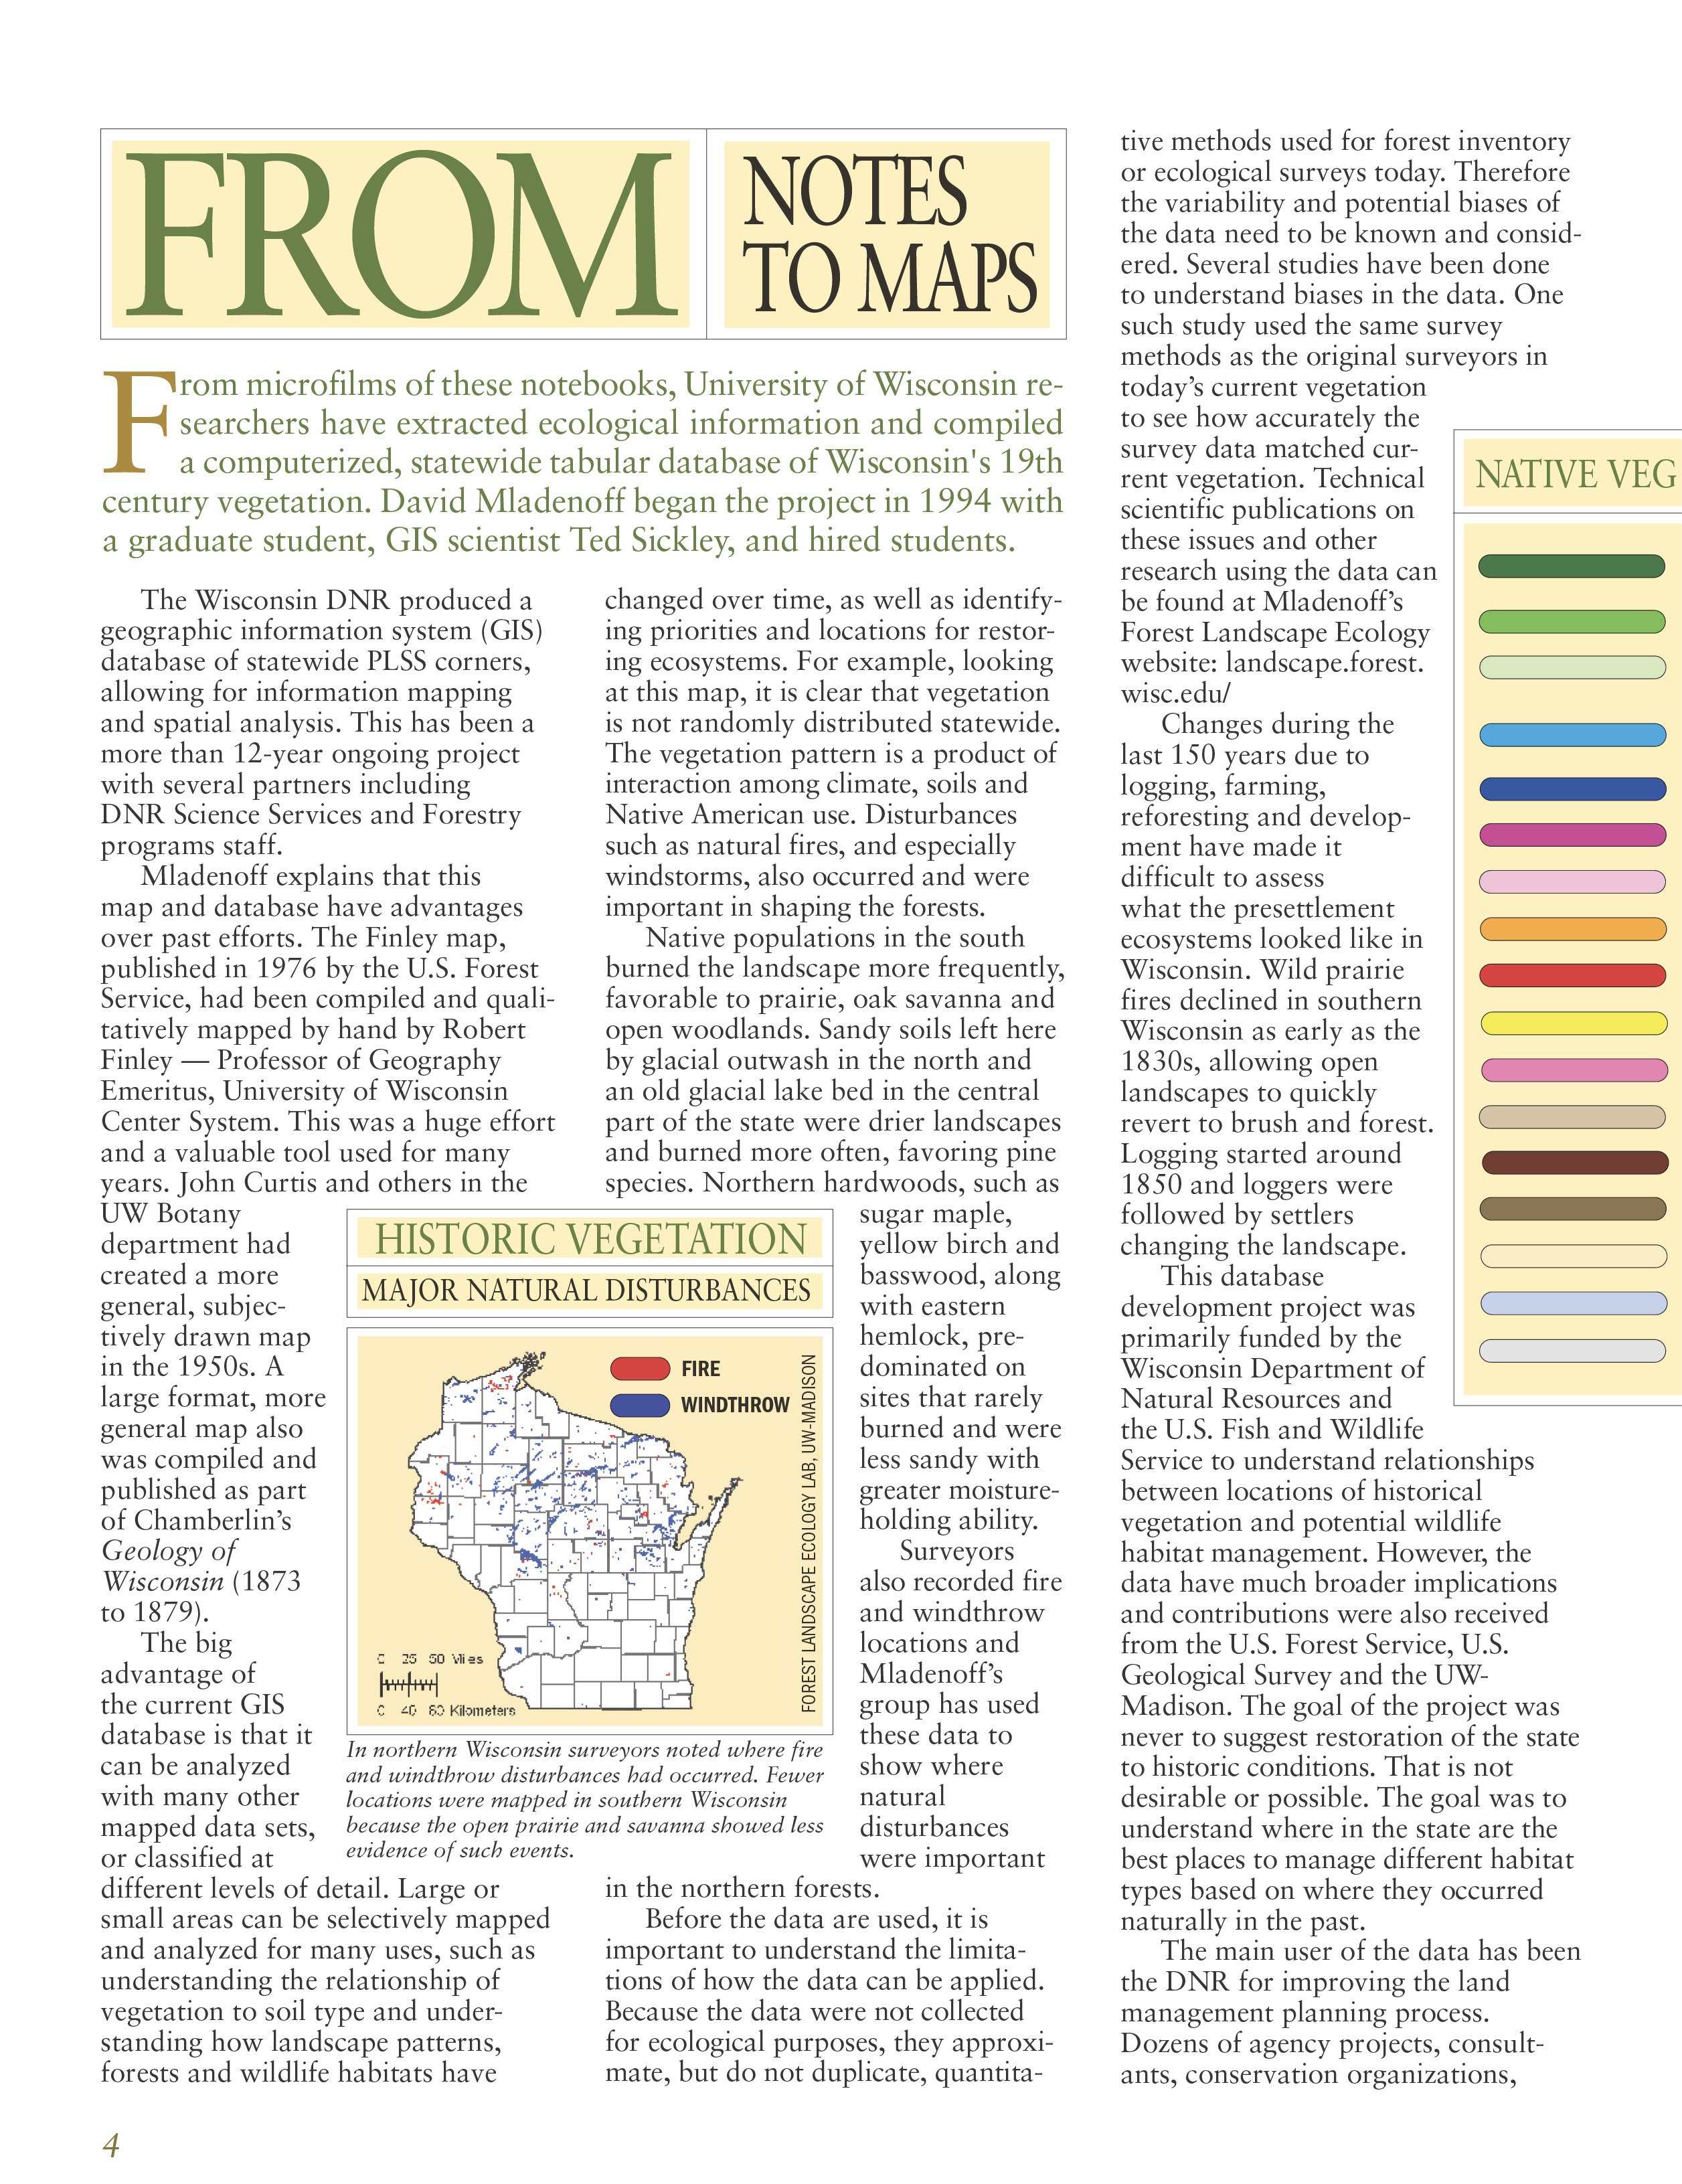 FROM
NOTES
TO MAPS
From microfilms of these notebooks, University of Wisconsin re-
searchers have extracted ecological information and compiled
a computerized, statewide tabular database of Wisconsin's 19th
century vegetation. David Mladenoff began the project in 1994 with
a graduate student, GIS scientist Ted Sickley, and hired students.
The Wisconsin DNR produced a
geographic information system (GIS)
database of statewide PLSS corners,
allowing for information mapping
and spatial analysis. This has been a
more than 12-year ongoing project
with several partners including
DNR Science Services and Forestry
programs staff.
Mladenoff explains that this
map and database have advantages
over past efforts. The Finley map,
published in 1976 by the U.S. Forest
Service, had been compiled and quali-
tatively mapped by hand by Robert
Finley — Professor of Geography
Emeritus, University of Wisconsin
Center System. This was a huge effort
and a valuable tool used for many
years. John Curtis and others in the
UW Botany
department had
created a more
general, subjec-
tively drawn map
in the 1950s. A
large format, more
general map also
was compiled and
published as part
of Chamberlin's
Geology of
Wisconsin (1873
to 1879).
The big
advantage of
the current GIS
database is that it
can be analyzed
with many other
mapped data sets,
or classified at
different levels of detail. Large or
small areas can be selectively mapped
and analyzed for many uses, such as
understanding the relationship of
vegetation to soil type and under-
standing how landscape patterns,
forests and wildlife habitats have
changed over time, as well as identify-
ing priorities and locations for restor-
ing ecosystems. For example, looking
at this map, it is clear that vegetation
is not randomly distributed statewide.
The vegetation pattern is a product of
interaction among climate, soils and
Native American use. Disturbances
such as natural fires, and especially
windstorms, also occurred and were
important in shaping the forests.
Native populations in the south
burned the landscape more frequently,
favorable to prairie, oak savanna and
open woodlands. Sandy soils left here
by glacial outwash in the north and
an old glacial lake bed in the central
part of the state were drier landscapes
and burned more often, favoring pine
species. Northern hardwoods, such as
sugar maple,
yellow birch and
basswood, along
with eastern
hemlock, pre-
dominated on
sites that rarely
burned and were
less sandy with
greater moisture-
holding ability.
Surveyors
also recorded fire
and windthrow
locations and
Mladenoff's
group has used
these data to
show where
natural
disturbances
were important
in the northern forests.
Before the data are used, it is
important to understand the limita-
tions of how the data can be applied.
Because the data were not collected
for ecological purposes, they approxi-
mate, but do not duplicate, quantita-
HISTORIC VEGETATION
MAJOR NATURAL DISTURBANCES
FIRE
WINDTHROW
FOREST LANDSCAPE ECOLOGY LAB, UW-MADISON
0 25 50 Miles
0 40 80 Kilometers
In northern Wisconsin surveyors noted where fire
and windthrow disturbances had occurred. Fewer
locations were mapped in southern Wisconsin
because the open prairie and savanna showed less
evidence of such events.
tive methods used for forest inventory
or ecological surveys today. Therefore
the variability and potential biases of
the data need to be known and consid-
ered. Several studies have been done
to understand biases in the data. One
such study used the same survey
methods as the original surveyors in
today's current vegetation
to see how accurately the
survey data matched cur-
rent vegetation. Technical
scientific publications on
these issues and other
research using the data can
be found at Mladenoff's
Forest Landscape Ecology
website: landscape.forest.
wisc.edu/
Changes during the
last 150 years due to
logging, farming,
reforesting and develop-
ment have made it
difficult to assess
what the presettlement
ecosystems looked like in
Wisconsin. Wild prairie
fires declined in southern
Wisconsin as early as the
1830s, allowing open
landscapes to quickly
revert to brush and forest.
Logging started around
1850 and loggers were
followed by settlers
changing the landscape.
This database
development project was
primarily funded by the
Wisconsin Department of
Natural Resources and
the U.S. Fish and Wildlife
Service to understand relationships
between locations of historical
vegetation and potential wildlife
habitat management. However, the
data have much broader implications
and contributions were also received
from the U.S. Forest Service, U.S.
Geological Survey and the UW-
Madison. The goal of the project was
never to suggest restoration of the state
to historic conditions. That is not
desirable or possible. The goal was to
understand where in the state are the
best places to manage different habitat
types based on where they occurred
naturally in the past.
The main user of the data has been
the DNR for improving the land
management planning process.
Dozens of agency projects, consult-
ants, conservation organizations,
NATIVE VEG
4